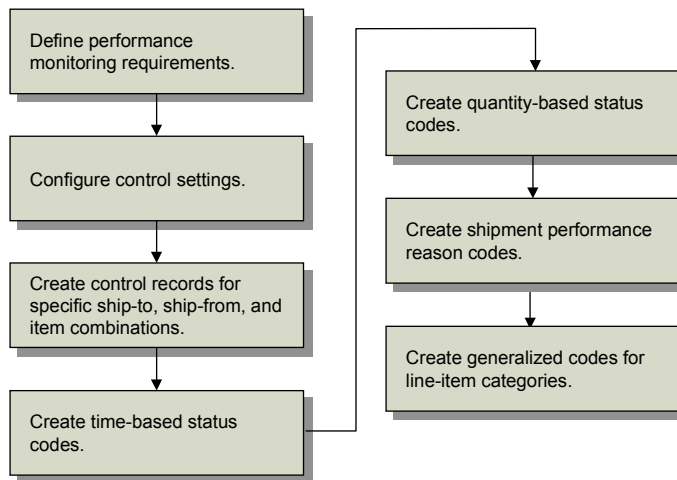 Define performance
monitoring requirements.
Configure control settings.
Create control records for
specific ship-to, ship-from, and
item combinations.
Create time-based status
codes.
Create quantity-based status
codes.
Create shipment performance
reason codes.
Create generalized codes for
line-item categories.